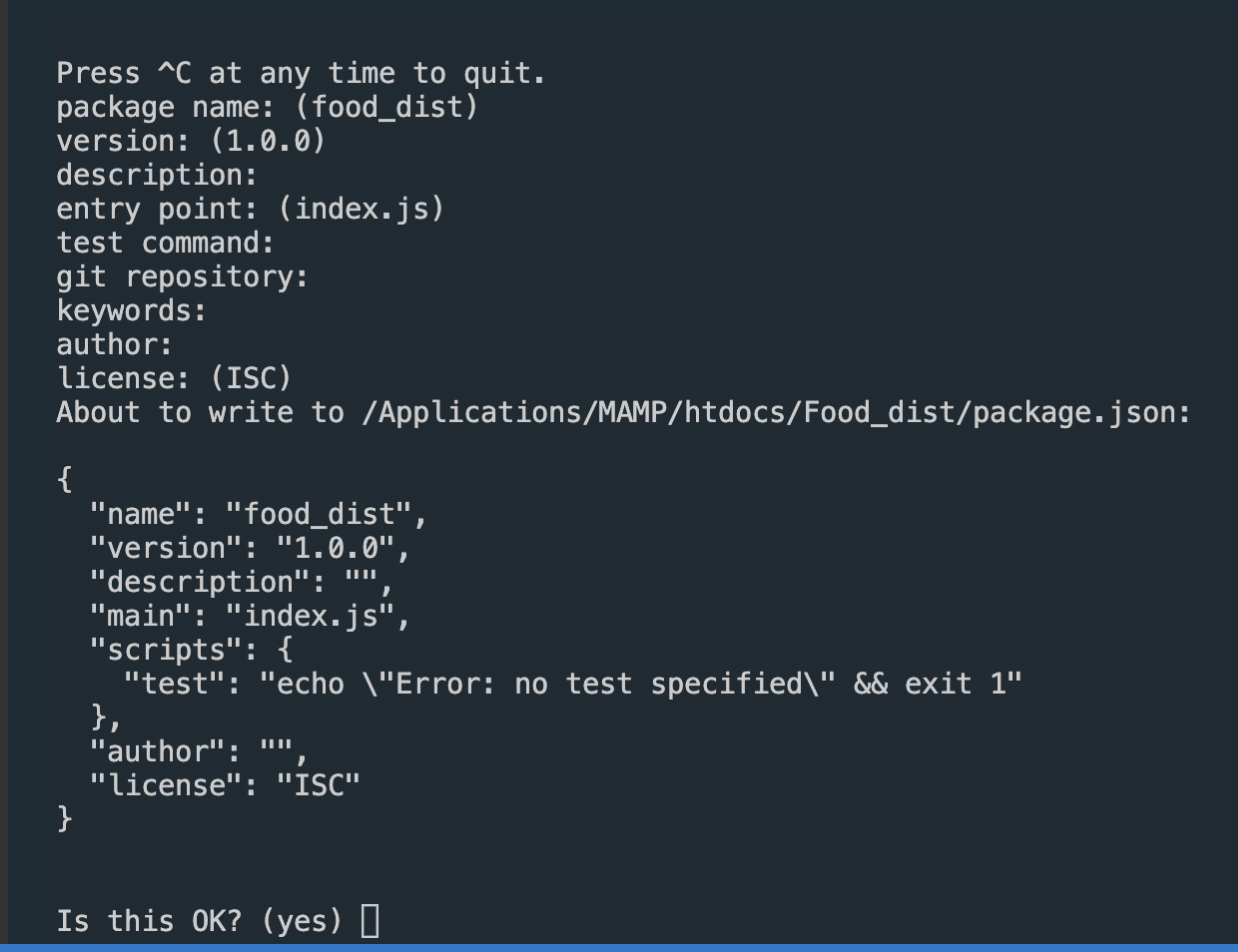 Press ^C at any time to quit.
package name: (food_dist)
version: (1.0.0)
description:
entry point: (index.js)
test command:
git repository:
keywords:
author:
license: (ISC)
About to write to /Applications/MAMP/htdocs/Food_dist/package.json:

{
  "name": "food_dist",
  "version": "1.0.0",
  "description": "",
  "main": "index.js",
  "scripts": {
    "test": "echo \"Error: no test specified\" && exit 1"
  },
  "author": "",
  "license": "ISC"
}

Is this OK? (yes)